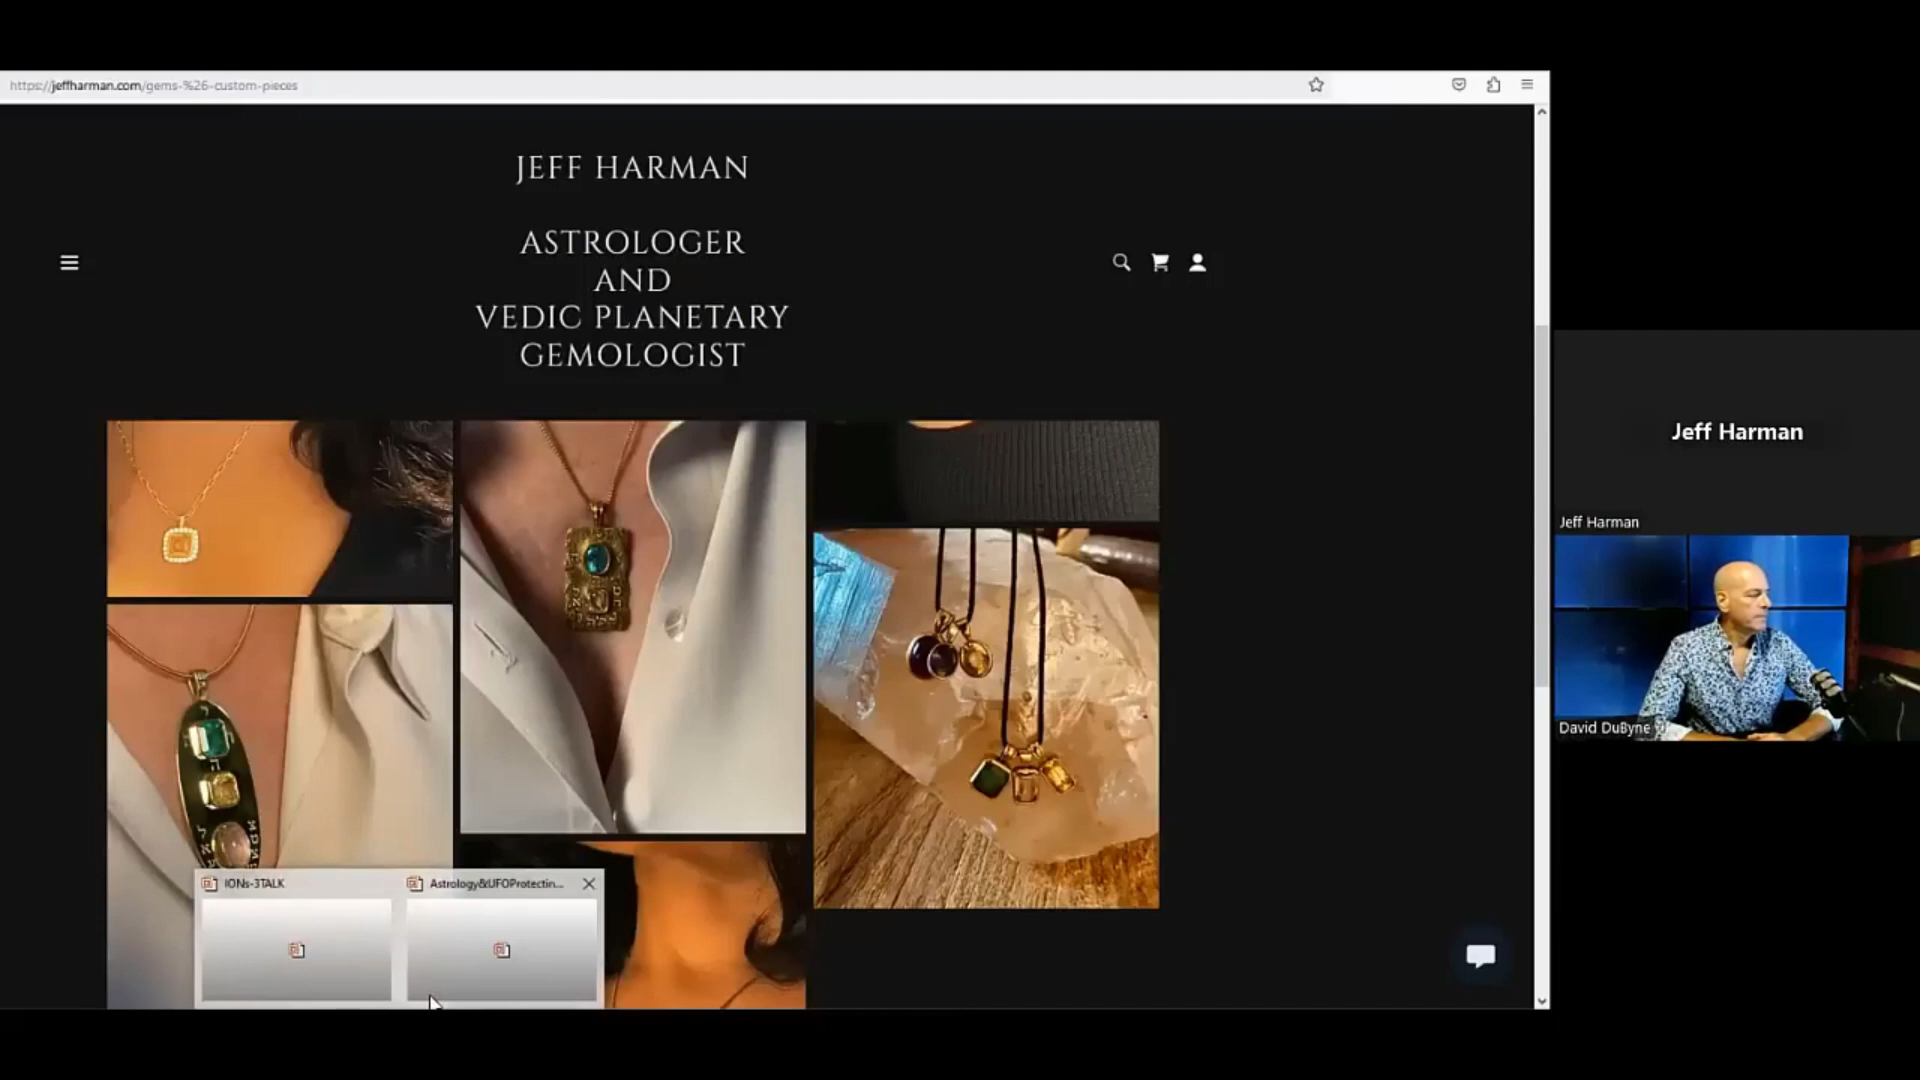 https://jeffharman.com/gems-%26-custom-pieces
JEFF HARMAN
ASTROLOGER
AND
VEDIC PLANETARY
GEMOLOGIST
Jeff Harman
Jeff Harman
David DuByne
IONs-3TALK
Astrology&UFOProtectin...